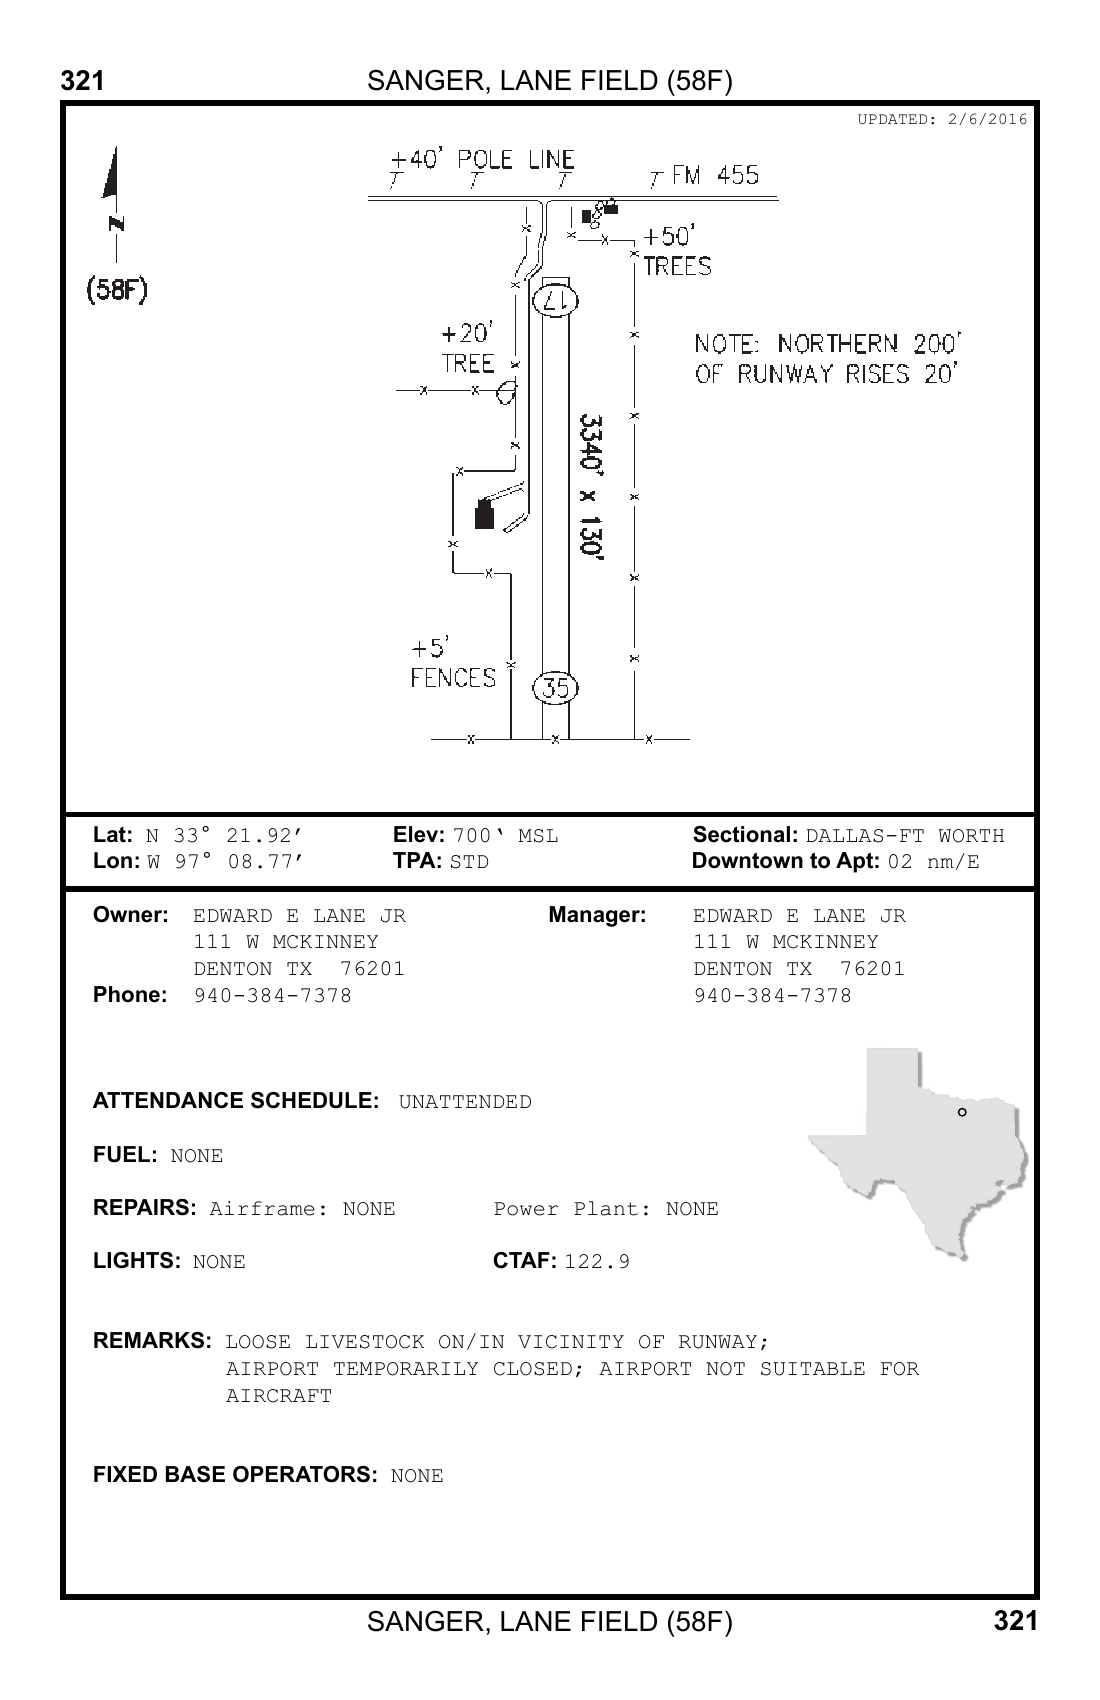 321 SANGER, LANE FIELD (58F)
UPDATED: 2/6/2016
+40' POLE LINE
FM 455
N
(58F)
+50'
TREES
17
+20'
TREE
NOTE: NORTHERN 200'
OF RUNWAY RISES 20'
3340' x 130'
+5'
FENCES
35
Lat: N 33° 21.92′ Elev: 700‘ MSL Sectional: DALLAS-FT WORTH
Lon: W 97° 08.77′ TPA: STD Downtown to Apt: 02 nm/E
Owner: EDWARD E LANE JR Manager: EDWARD E LANE JR
111 W MCKINNEY 111 W MCKINNEY
DENTON TX 76201 DENTON TX 76201
Phone: 940-384-7378 940-384-7378
ATTENDANCE SCHEDULE: UNATTENDED
FUEL: NONE
REPAIRS: Airframe: NONE Power Plant: NONE
LIGHTS: NONE CTAF: 122.9
REMARKS: LOOSE LIVESTOCK ON/IN VICINITY OF RUNWAY;
AIRPORT TEMPORARILY CLOSED; AIRPORT NOT SUITABLE FOR
AIRCRAFT
FIXED BASE OPERATORS: NONE
SANGER, LANE FIELD (58F) 321